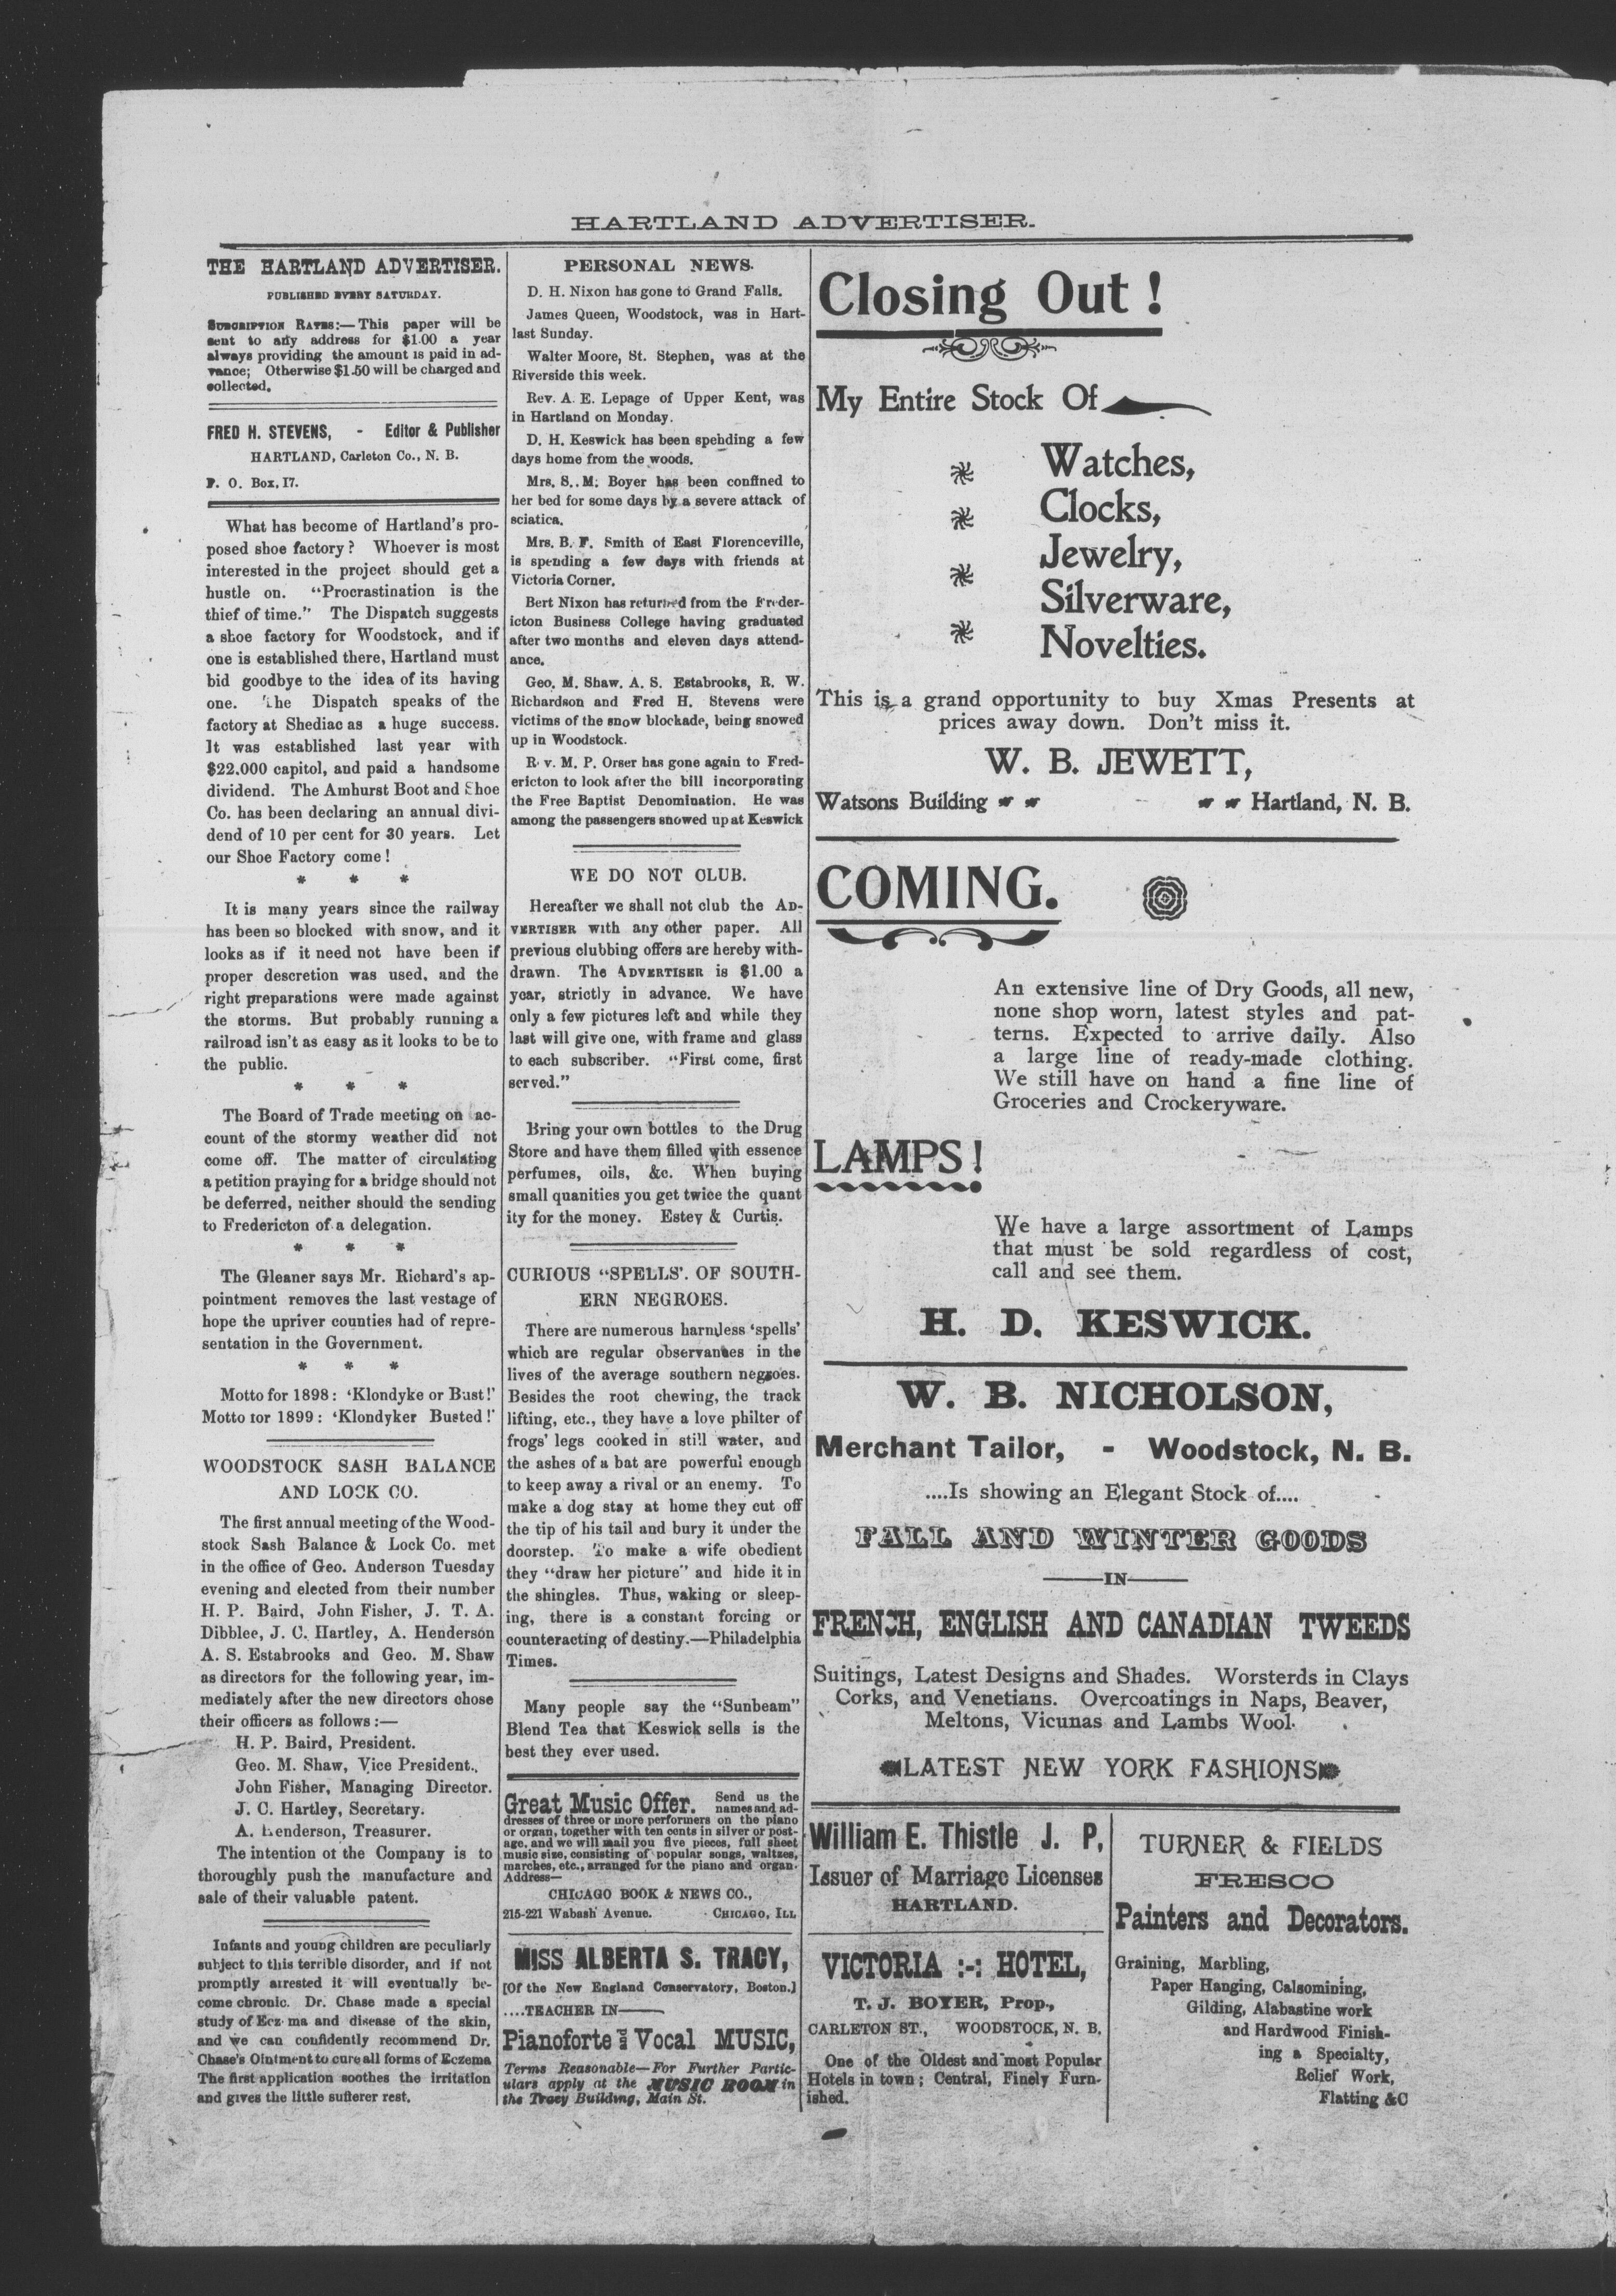 HARTLAND ADVERTISER.
THE HARTLAND ADVERTISER.
PUBLISHED EVERY SATURDAY.
SUBSCRIPTION RATES:—This paper will be
sent to any address for $1.00 a year
always providing the amount is paid in ad-
vance; Otherwise $1.50 will be charged and
collected.
FRED H. STEVENS, - Editor & Publisher
HARTLAND, Carleton Co., N. B.
P. O. Box, 17.
What has become of Hartland's pro-
posed shoe factory? Whoever is most
interested in the project should get a
hustle on. "Procrastination is the
thief of time." The Dispatch suggests
a shoe factory for Woodstock, and if
one is established there, Hartland must
bid goodbye to the idea of its having
one. The Dispatch speaks of the
factory at Shediac as a huge success.
It was established last year with
$22.000 capitol, and paid a handsome
dividend. The Amhurst Boot and Shoe
Co. has been declaring an annual divi-
dend of 10 per cent for 30 years. Let
our Shoe Factory come!
* * *
It is many years since the railway
has been so blocked with snow, and it
looks as if it need not have been if
proper descretion was used, and the
right preparations were made against
the storms. But probably running a
railroad isn't as easy as it looks to be to
the public.
* * *
The Board of Trade meeting on ac-
count of the stormy weather did not
come off. The matter of circulating
a petition praying for a bridge should not
be deferred, neither should the sending
to Fredericton of a delegation.
* * *
The Gleaner says Mr. Richard's ap-
pointment removes the last vestage of
hope the upriver counties had of repre-
sentation in the Government.
* * *
Motto for 1898: 'Klondyke or Bust!'
Motto for 1899: 'Klondyker Busted!'
WOODSTOCK SASH BALANCE
AND LOCK CO.
The first annual meeting of the Wood-
stock Sash Balance & Lock Co. met
in the office of Geo. Anderson Tuesday
evening and elected from their number
H. P. Baird, John Fisher, J. T. A.
Dibblee, J. C. Hartley, A. Henderson
A. S. Estabrooks and Geo. M. Shaw
as directors for the following year, im-
mediately after the new directors chose
their officers as follows:—
H. P. Baird, President.
Geo. M. Shaw, Vice President.,
John Fisher, Managing Director.
J. C. Hartley, Secretary.
A. Henderson, Treasurer.
The intention of the Company is to
thoroughly push the manufacture and
sale of their valuable patent.
Infants and young children are peculiarly
subject to this terrible disorder, and if not
promptly arrested it will eventually be-
come chronic. Dr. Chase made a special
study of Eczema and disease of the skin,
and we can confidently recommend Dr.
Chase's Ointment to cure all forms of Eczema
The first application soothes the irritation
and gives the little sufferer rest.
PERSONAL NEWS.
D. H. Nixon has gone to Grand Falls.
James Queen, Woodstock, was in Hart-
last Sunday.
Walter Moore, St. Stephen, was at the
Riverside this week.
Rev. A. E. Lepage of Upper Kent, was
in Hartland on Monday.
D. H. Keswick has been spending a few
days home from the woods.
Mrs. S. M. Boyer has been confined to
her bed for some days by a severe attack of
sciatica.
Mrs. B. F. Smith of East Florenceville,
is spending a few days with friends at
Victoria Corner.
Bert Nixon has returned from the Freder-
icton Business College having graduated
after two months and eleven days attend-
ance.
Geo. M. Shaw. A. S. Estabrooks, R. W.
Richardson and Fred H. Stevens were
victims of the snow blockade, being snowed
up in Woodstock.
Rev. M. P. Orser has gone again to Fred-
ericton to look after the bill incorporating
the Free Baptist Denomination. He was
among the passengers snowed up at Keswick
WE DO NOT CLUB.
Hereafter we shall not club the AD-
VERTISER with any other paper. All
previous clubbing offers are hereby with-
drawn. The ADVERTISER is $1.00 a
year, strictly in advance. We have
only a few pictures left and while they
last will give one, with frame and glass
to each subscriber. "First come, first
served."
Bring your own bottles to the Drug
Store and have them filled with essence
perfumes, oils, &c. When buying
small quanities you get twice the quant
ity for the money. Estey & Curtis.
CURIOUS "SPELLS'. OF SOUTH-
ERN NEGROES.
There are numerous harmless 'spells'
which are regular observances in the
lives of the average southern negroes.
Besides the root chewing, the track
lifting, etc., they have a love philter of
frogs' legs cooked in still water, and
the ashes of a bat are powerful enough
to keep away a rival or an enemy. To
make a dog stay at home they cut off
the tip of his tail and bury it under the
doorstep. To make a wife obedient
they "draw her picture" and hide it in
the shingles. Thus, waking or sleep-
ing, there is a constant forcing or
counteracting of destiny.—Philadelphia
Times.
Many people say the "Sunbeam"
Blend Tea that Keswick sells is the
best they ever used.
Great Music Offer. Send us the
names and ad-
dresses of three or more performers on the piano
or organ, together with ten cents in silver or post-
age, and we will mail you five pieces, full sheet
music size, consisting of popular songs, waltzes,
marches, etc., arranged for the piano and organ.
Address—
CHICAGO BOOK & NEWS CO.,
215-221 Wabash Avenue. CHICAGO, ILL
MISS ALBERTA S. TRACY,
[Of the New England Conservatory, Boston.]
....TEACHER IN——
Pianoforte and Vocal MUSIC,
Terms Reasonable—For Further Partic-
ulars apply at the MUSIC ROOM in
the Tracy Building, Main St.
Closing Out!
My Entire Stock Of
Watches,
Clocks,
Jewelry,
Silverware,
Novelties.
This is a grand opportunity to buy Xmas Presents at
prices away down. Don't miss it.
W. B. JEWETT,
Watsons Building Hartland, N. B.
COMING.
An extensive line of Dry Goods, all new,
none shop worn, latest styles and pat-
terns. Expected to arrive daily. Also
a large line of ready-made clothing.
We still have on hand a fine line of
Groceries and Crockeryware.
LAMPS!
We have a large assortment of Lamps
that must be sold regardless of cost,
call and see them.
H. D. KESWICK.
W. B. NICHOLSON,
Merchant Tailor, - Woodstock, N. B.
....Is showing an Elegant Stock of....
FALL AND WINTER GOODS
——IN——
FRENCH, ENGLISH AND CANADIAN TWEEDS
Suitings, Latest Designs and Shades. Worsterds in Clays
Corks, and Venetians. Overcoatings in Naps, Beaver,
Meltons, Vicunas and Lambs Wool.
LATEST NEW YORK FASHIONS
William E. Thistle J. P,
Issuer of Marriage Licenses
HARTLAND.
VICTORIA :-: HOTEL,
T. J. BOYER, Prop.,
CARLETON ST., WOODSTOCK, N. B.
One of the Oldest and most Popular
Hotels in town; Central, Finely Furn-
ished.
TURNER & FIELDS
FRESCO
Painters and Decorators.
Graining, Marbling,
Paper Hanging, Calsomining,
Gilding, Alabastine work
and Hardwood Finish-
ing a Specialty,
Relief Work,
Flatting &C